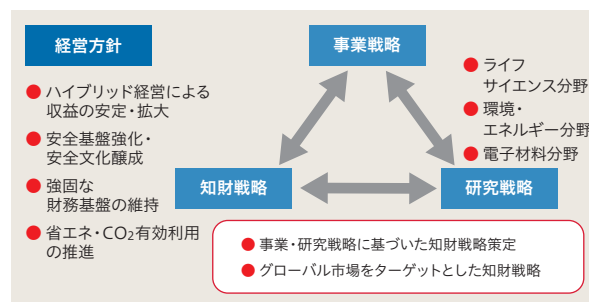 経営方針
● ハイブリッド経営による
収益の安定・拡大
● 安全基盤強化・
安全文化醸成
● 強固な
財務基盤の維持
● 省エネ・CO2有効利用
の推進
事業戦略
● ライフ
サイエンス分野
● 環境・
エネルギー分野
● 電子材料分野
知財戦略
研究戦略
● 事業・研究戦略に基づいた知財戦略策定
● グローバル市場をターゲットとした知財戦略